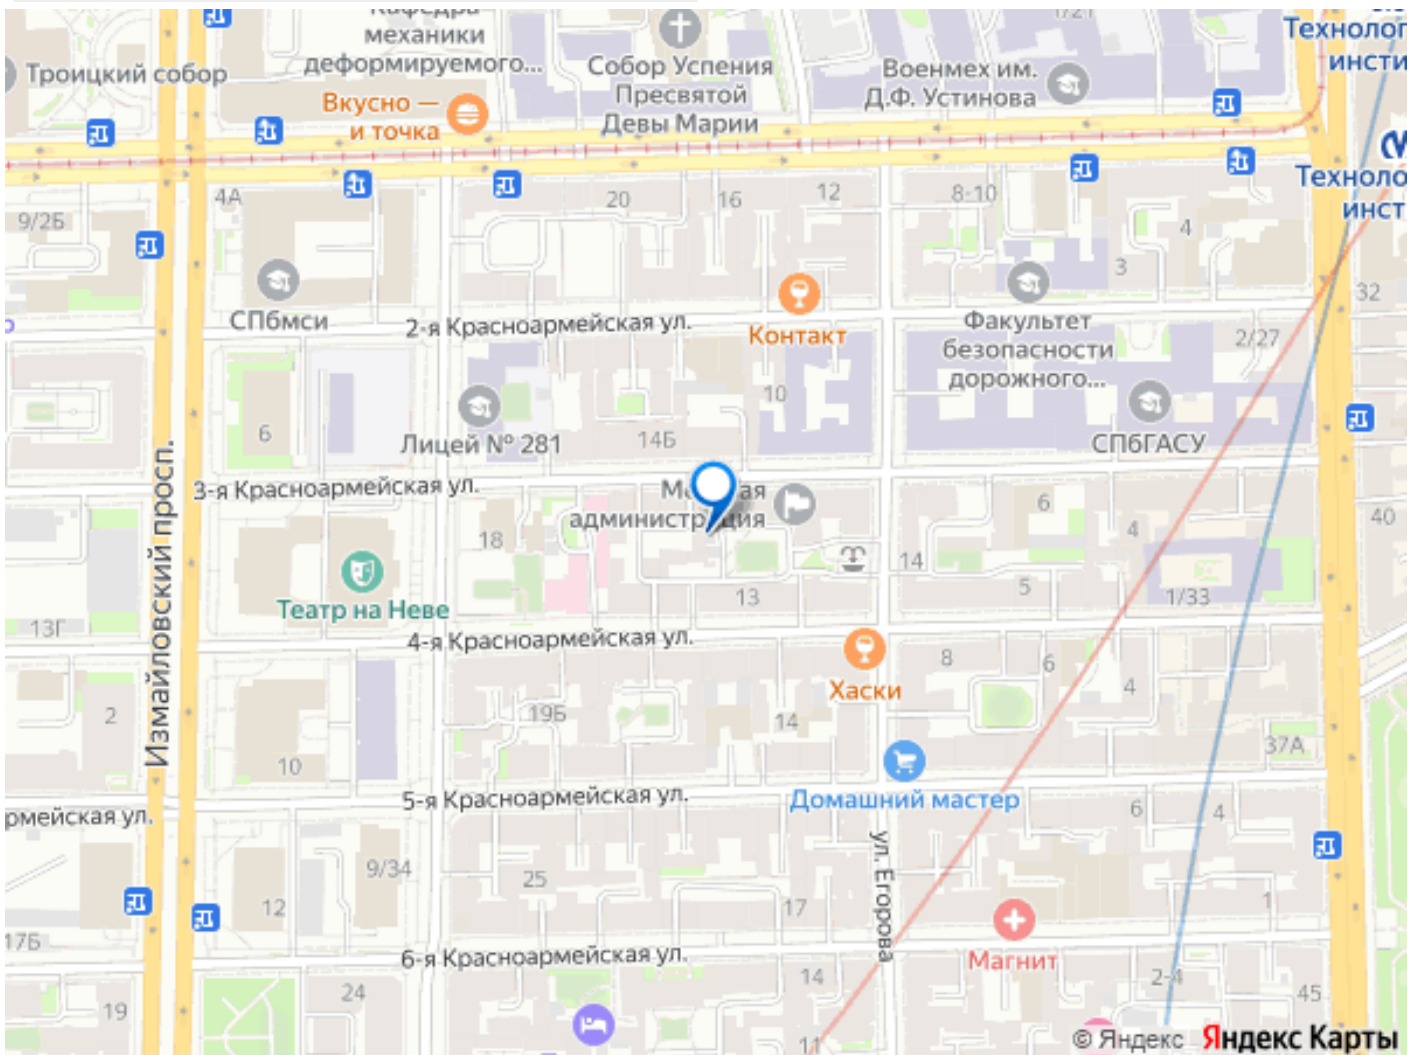 Кафедра
механики
деформируемого...
Троицкий собор
Вкусно —
и точка
Собор Успения
Пресвятой
Девы Марии
Военмех им.
Д.Ф. Устинова
1/21
Технолог
инсти
Техноло
инст
9/2Б
4А
20
16
12
8-10
4
3
32
СПбмси
2-я Красноармейская ул.
Контакт
Факультет
безопасности
дорожного...
2/27
10
6
Лицей № 281
14Б
СПбГАСУ
3-я Красноармейская ул.
администрация
18
6
4
40
14
5
1/33
13
Театр на Неве
13Г
4-я Красноармейская ул.
Измайловский просп.
Хаски
8
6
4
2
19Б
14
37А
10
5-я Красноармейская ул.
Домашний мастер
6
4
рмейская ул.
ул. Егорова
9/34
25
17
1
12
17Б
6-я Красноармейская ул.
Магнит
14
2-4
24
45
19
11
© Яндекс Яндекс Карты